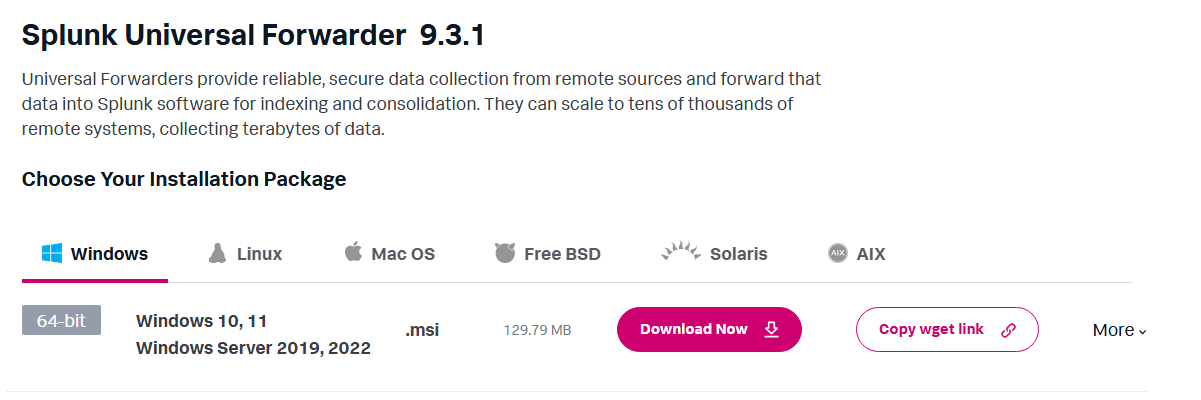 Splunk Universal Forwarder 9.3.1
Universal Forwarders provide reliable, secure data collection from remote sources and forward that
data into Splunk software for indexing and consolidation. They can scale to tens of thousands of
remote systems, collecting terabytes of data.
Choose Your Installation Package
Windows Linux Mac OS Free BSD Solaris AIX AIX
64-bit Windows 10, 11 .msi 129.79 MB Download Now Copy wget link More
Windows Server 2019, 2022